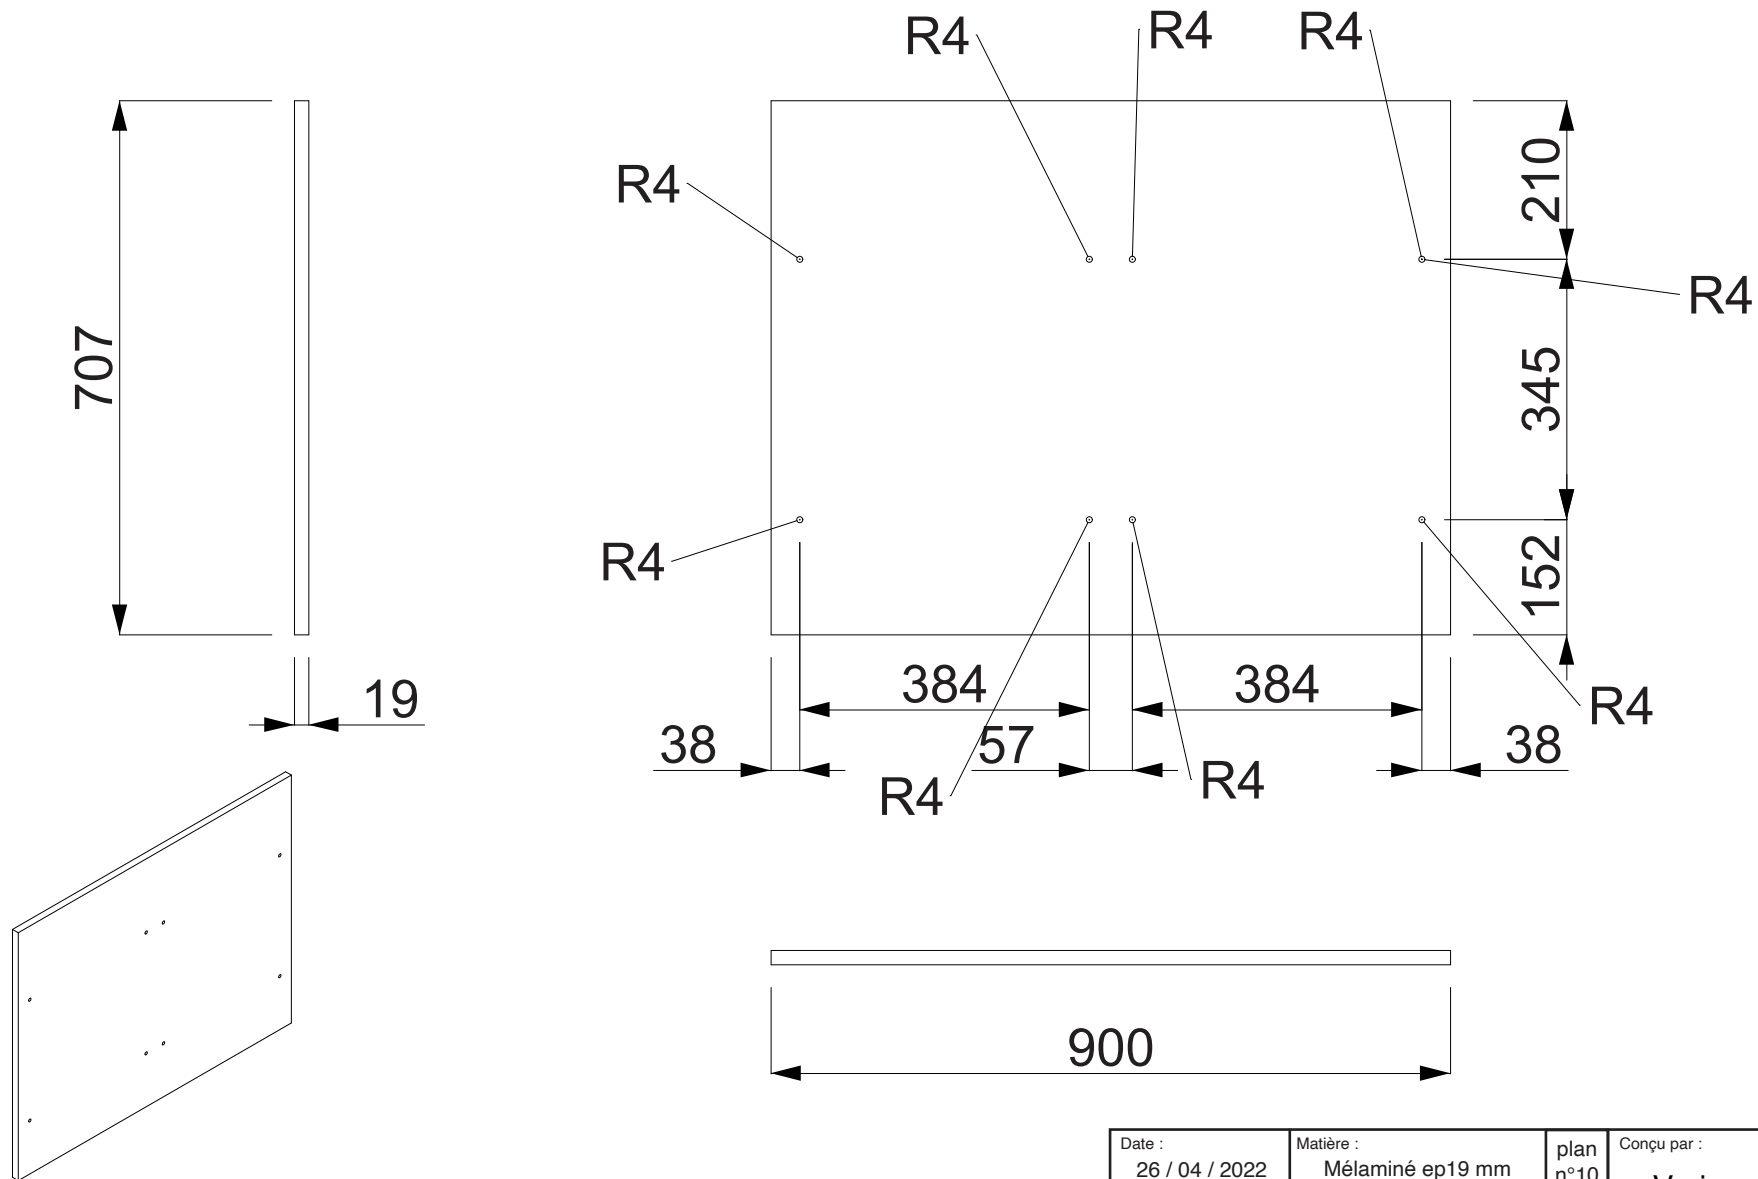 R4
R4
R4
R4
R4
210
707
345
R4
152
R4
384
384
19
38
57
38
R4
R4
900
Date :
26 / 04 / 2022
Matière :
Mélaminé ep19 mm
plan
n°10
Conçu par :